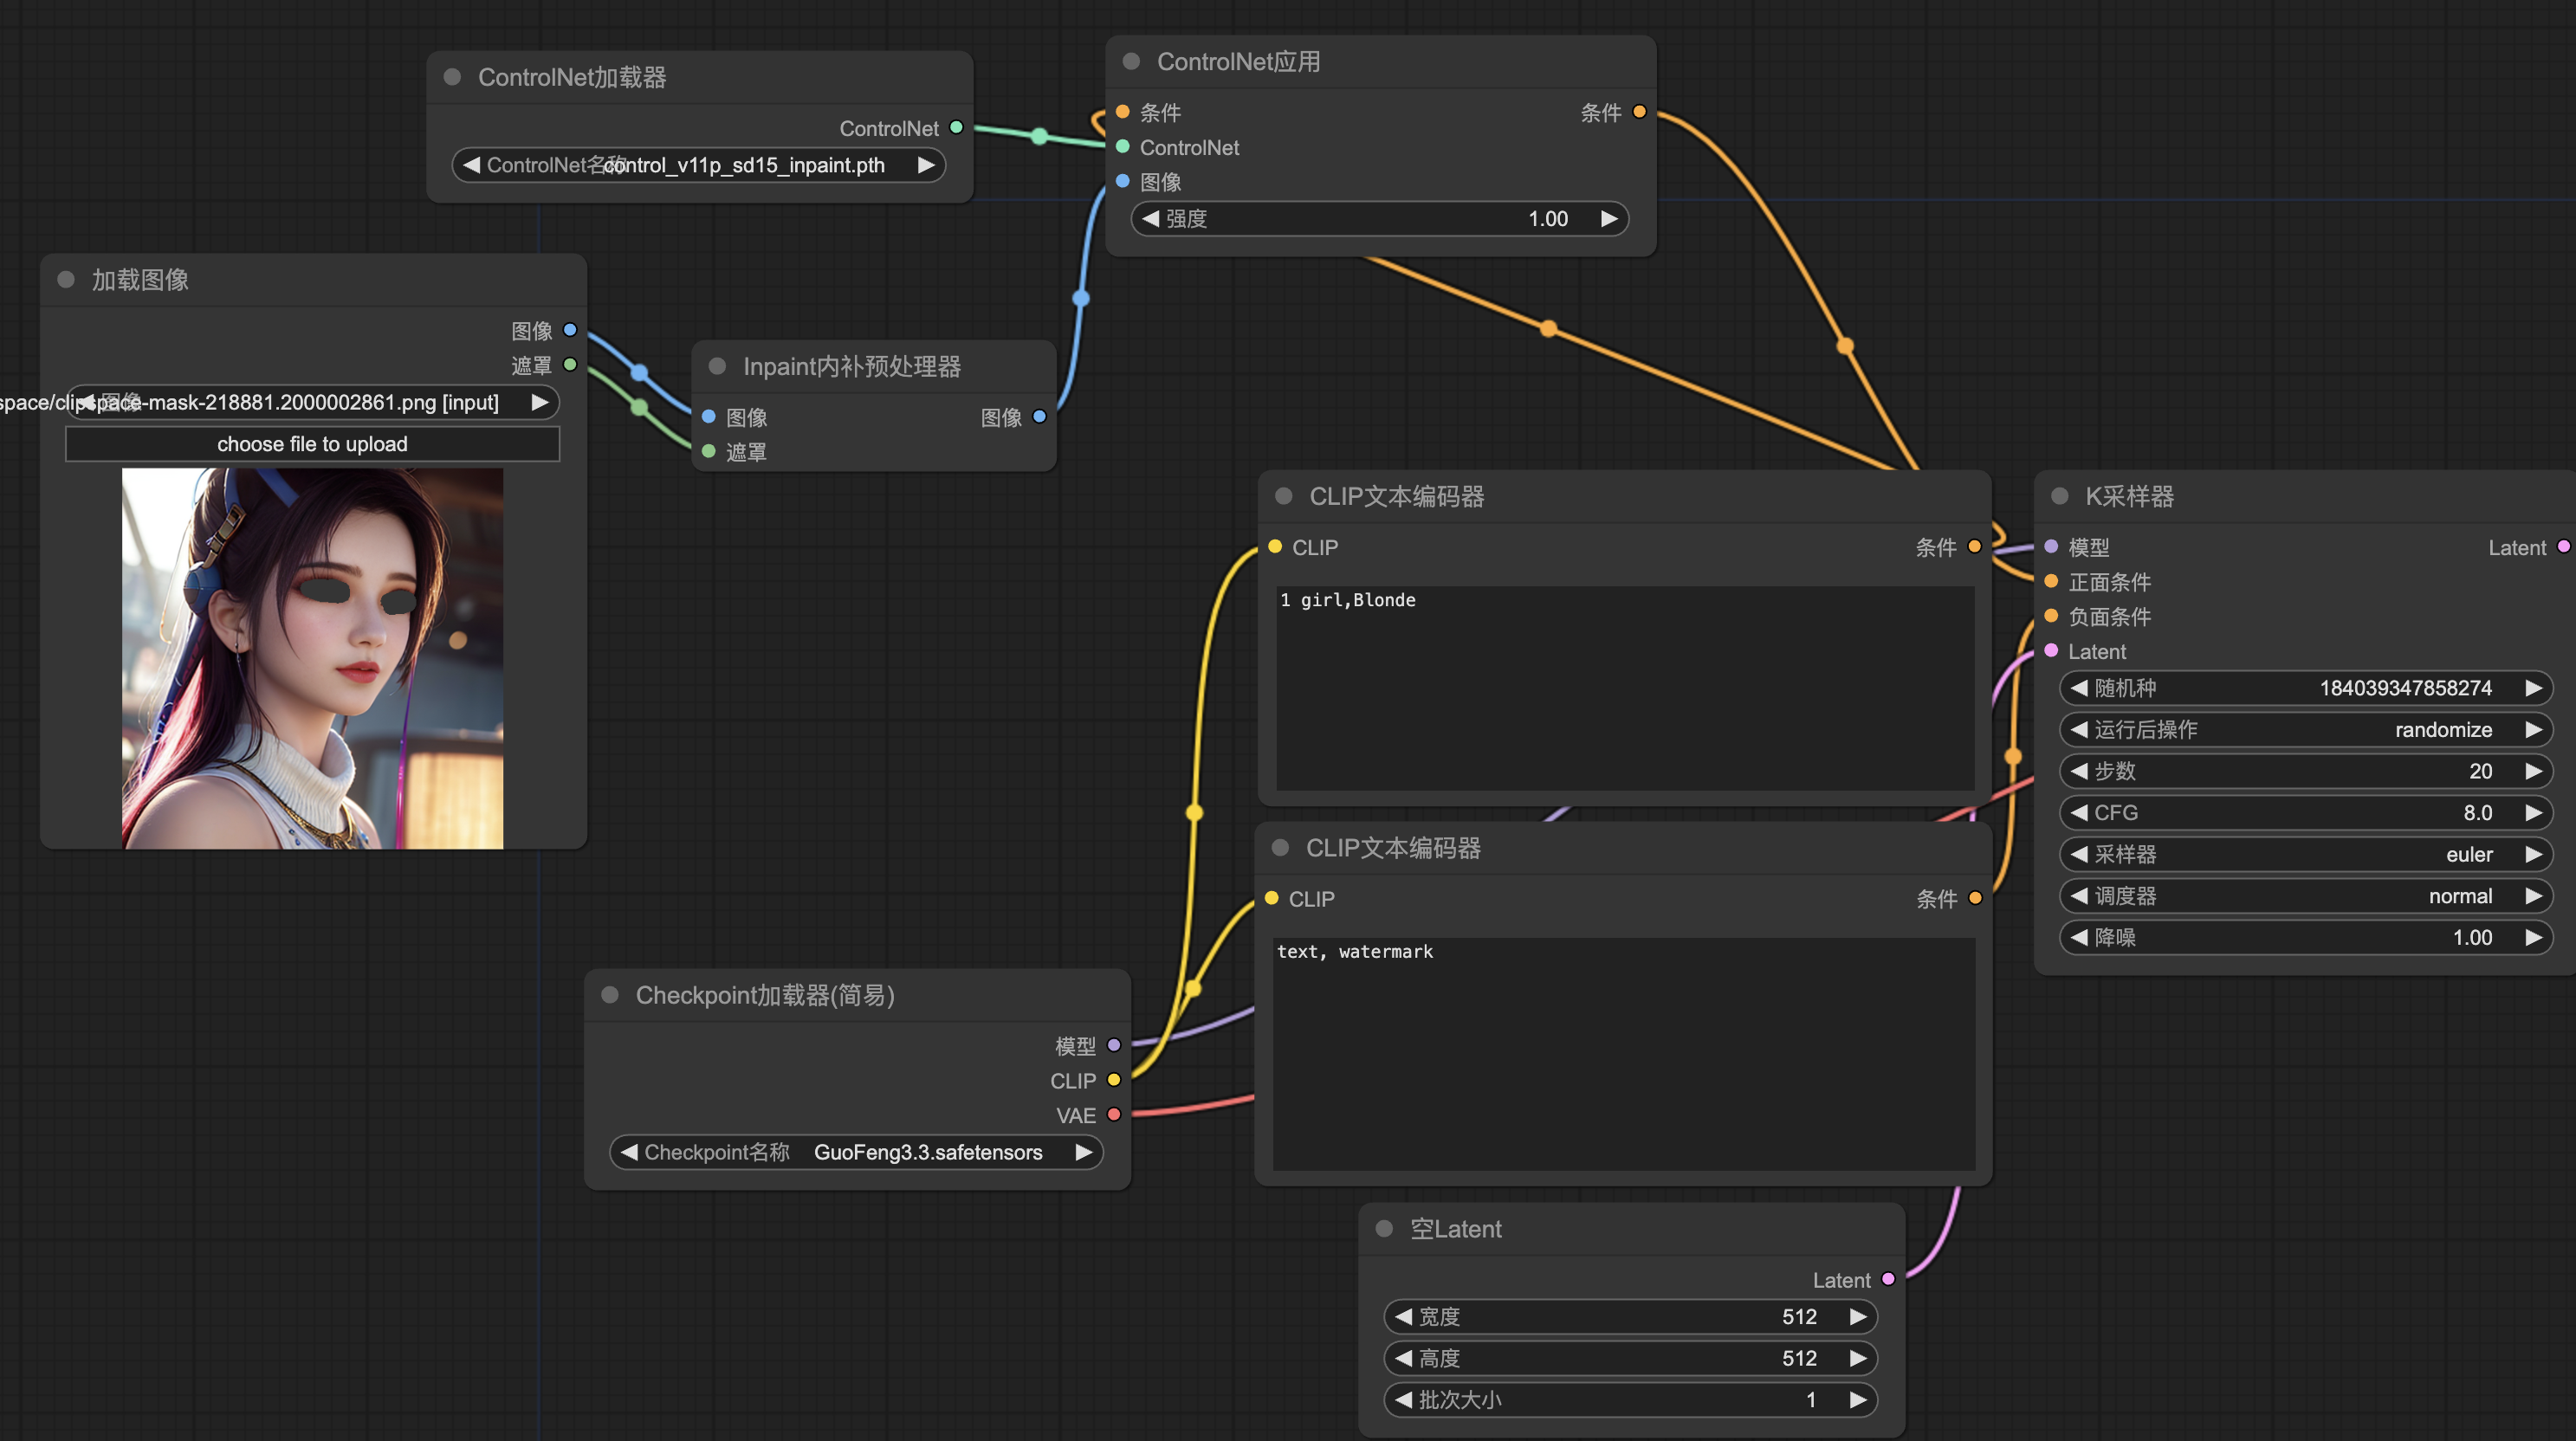 ControlNet加载器
ControlNet
ControlNet名称 control_v11p_sd15_inpaint.pth
ControlNet应用
条件 条件
ControlNet
图像
强度 1.00
加载图像
图像
遮罩
图像 space/clipspace-mask-218881.2000002861.png [input]
choose file to upload
Inpaint内补预处理器
图像 图像
遮罩
CLIP文本编码器
CLIP 条件
1 girl,Blonde
CLIP文本编码器
CLIP 条件
text, watermark
K采样器
模型 Latent
正面条件
负面条件
Latent
随机种 184039347858274
运行后操作 randomize
步数 20
CFG 8.0
采样器 euler
调度器 normal
降噪 1.00
Checkpoint加载器(简易)
模型
CLIP
VAE
Checkpoint名称 GuoFeng3.3.safetensors
空Latent
Latent
宽度 512
高度 512
批次大小 1